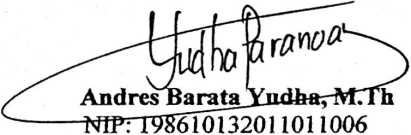 Yudha Paranoa
Andres Barata Yudha, M.Th
NIP: 198610132011011006